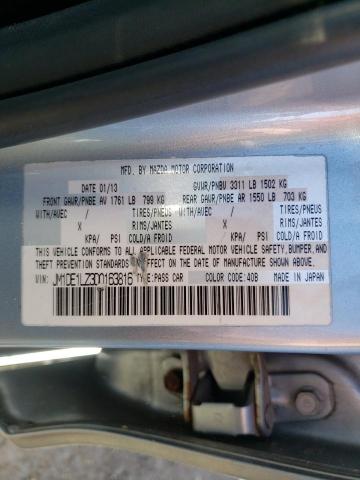 MFD. BY MAZDA MOTOR CORPORATION
DATE 01/13 GVWR/PNBV 3311 LB 1502 KG
FRONT GAWR/PNBE AV 1761 LB 799 KG REAR GAWR/PNBE AR 1550 LB 703 KG
WITH/AVEC / TIRES/PNEUS WITH/AVEC / TIRES/PNEUS
X RIMS/JANTES X RIMS/JANTES
KPA/ PSI COLD/A FROID KPA/ PSI COLD/A FROID
THIS VEHICLE CONFORMS TO ALL APPLICABLE FEDERAL MOTOR VEHICLE SAFETY, BUMPER, AND
THEFT PREVENTION STANDARDS IN EFFECT ON THE DATE OF MANUFACTURE SHOWN ABOVE.
VIN: JM1DE1LZ3D0163816 TYPE:PASS CAR COLOR CODE:40B MADE IN JAPAN